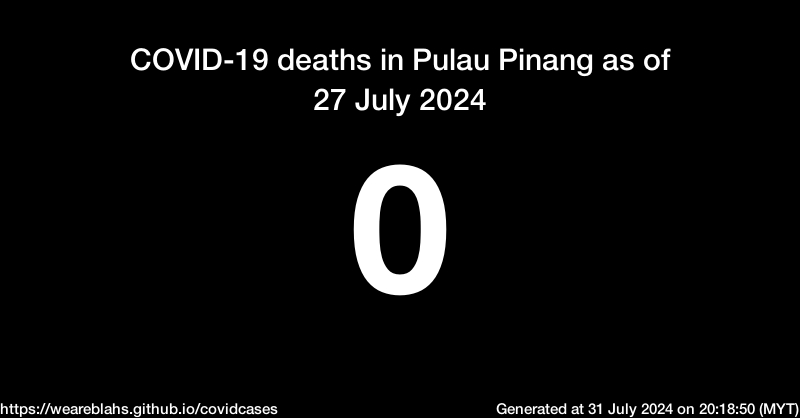 COVID-19 deaths in Pulau Pinang as of
27 July 2024
0
https://weareblahs.github.io/covidcases
Generated at 31 July 2024 on 20:18:50 (MYT)